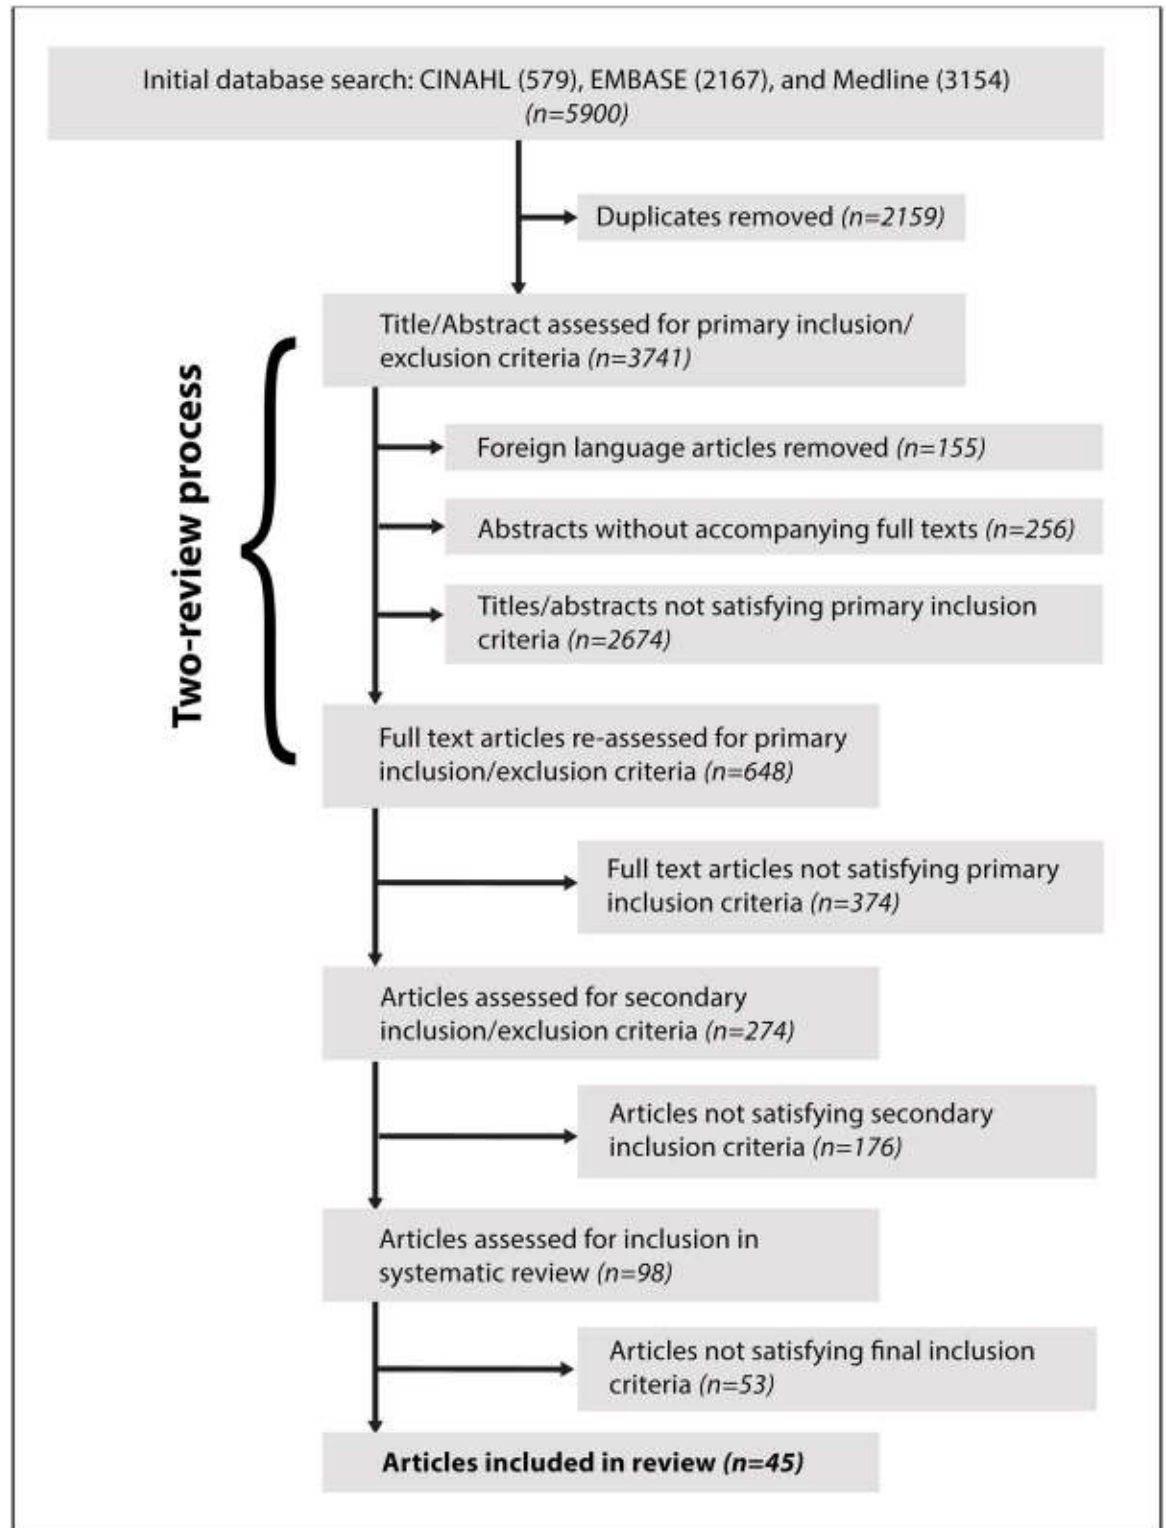 Initial database search: CINAHL (579), EMBASE (2167), and Medline (3154)
(n=5900)
Duplicates removed (n=2159)
Title/Abstract assessed for primary inclusion/
exclusion criteria (n=3741)
Two-review process
Foreign language articles removed (n=155)
Abstracts without accompanying full texts (n=256)
Titles/abstracts not satisfying primary inclusion
criteria (n=2674)
Full text articles re-assessed for primary
inclusion/exclusion criteria (n=648)
Full text articles not satisfying primary
inclusion criteria (n=374)
Articles assessed for secondary
inclusion/exclusion criteria (n=274)
Articles not satisfying secondary
inclusion criteria (n=176)
Articles assessed for inclusion in
systematic review (n=98)
Articles not satisfying final inclusion
criteria (n=53)
Articles included in review (n=45)